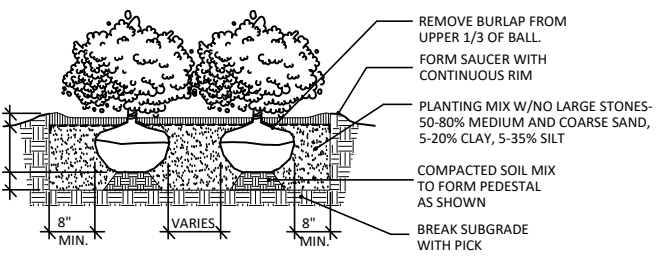 REMOVE BURLAP FROM
UPPER 1/3 OF BALL.
FORM SAUCER WITH
CONTINUOUS RIM
PLANTING MIX W/NO LARGE STONES-
50-80% MEDIUM AND COARSE SAND,
5-20% CLAY, 5-35% SILT
COMPACTED SOIL MIX
TO FORM PEDESTAL
AS SHOWN
BREAK SUBGRADE
WITH PICK
8"
MIN.
VARIES
8"
MIN.